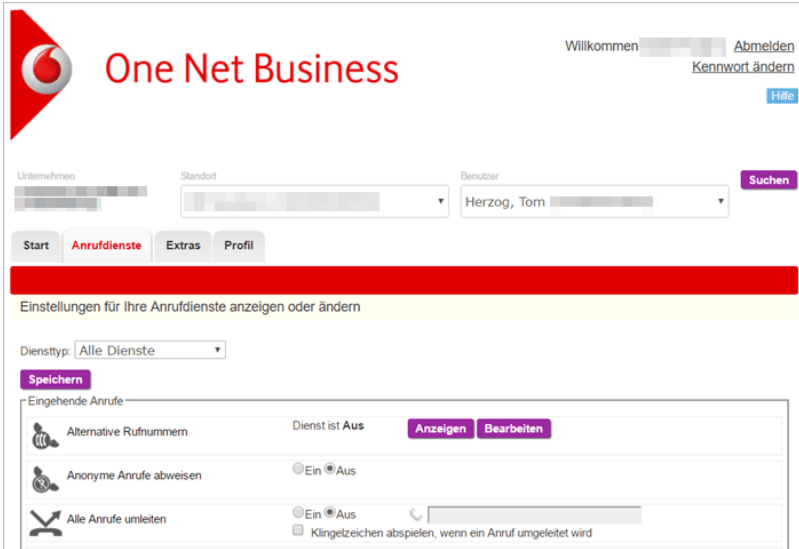 Willkommen Abmelden
One Net Business
Kennwort ändern
Hilfe
Unternehmen Standort Benutzer
Suchen
Herzog, Tom
Start Anrufdienste Extras Profil
Einstellungen für Ihre Anrufdienste anzeigen oder ändern
Diensttyp: Alle Dienste
Speichern
Eingehende Anrufe
Alternative Rufnummern Dienst ist Aus Anzeigen Bearbeiten
Anonyme Anrufe abweisen Ein Aus
Alle Anrufe umleiten Ein Aus
Klingelzeichen abspielen, wenn ein Anruf umgeleitet wird